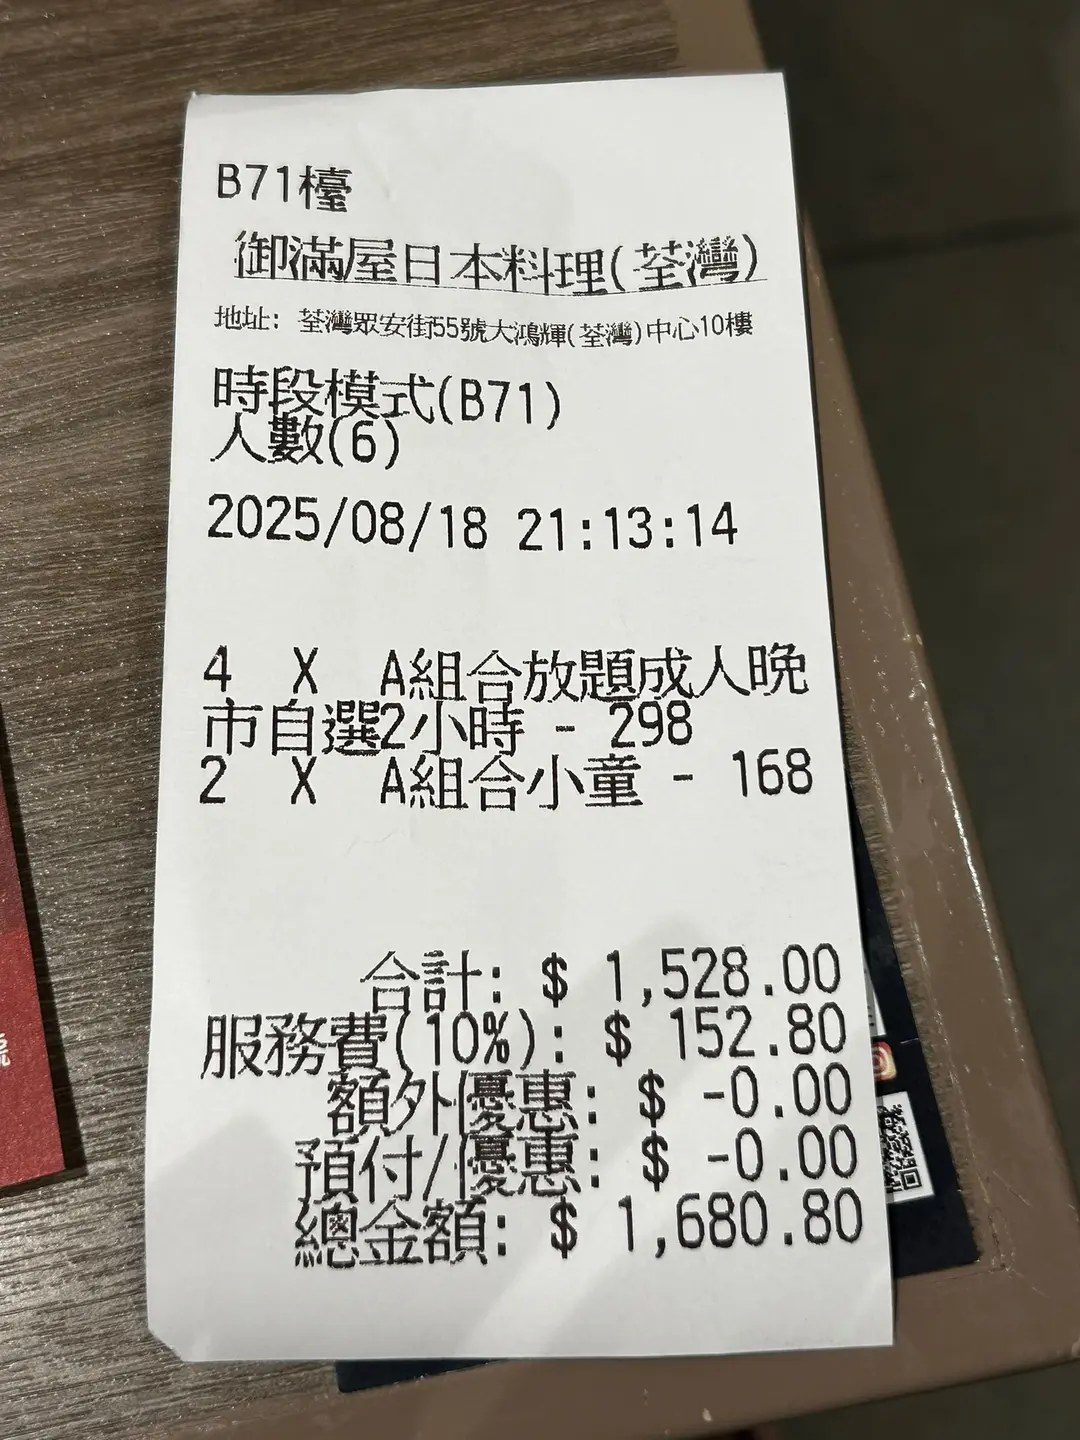 B71檯
御滿屋日本料理(荃灣)
地址: 荃灣眾安街55號大鴻輝(荃灣)中心10樓
時段模式(B71)
人數(6)
2025/08/18 21:13:14
4 X A組合放題成人晚
市自選2小時 - 298
2 X A組合小童 - 168
合計: $ 1,528.00
服務費(10%): $ 152.80
額外優惠: $ -0.00
預付/優惠: $ -0.00
總金額: $ 1,680.80